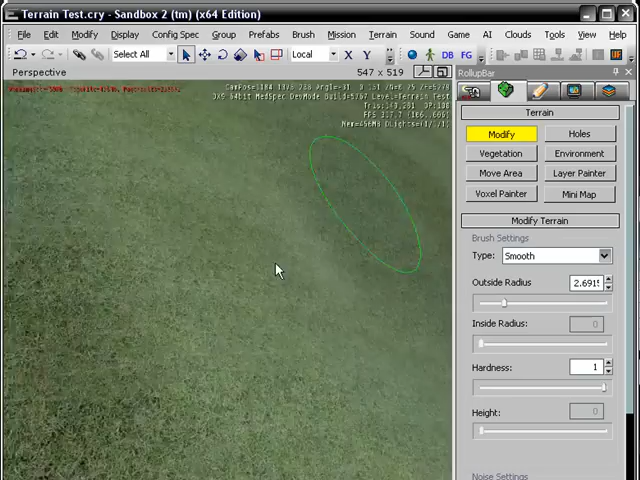 Terrain Test.cry - Sandbox 2 (tm) (x64 Edition)
File Edit Modify Display Config Spec Group Prefabs Brush Mission Terrain Sound Game AI Clouds Tools View Help
Select All Local X Y DB FG
Perspective 547 x 519
RollupBar
Terrain
Modify Holes
Vegetation Environment
Move Area Layer Painter
Voxel Painter Mini Map
Modify Terrain
Brush Settings
Type: Smooth
Outside Radius 2.691
Inside Radius: 0
Hardness: 1
Height: 0
Noise Settings